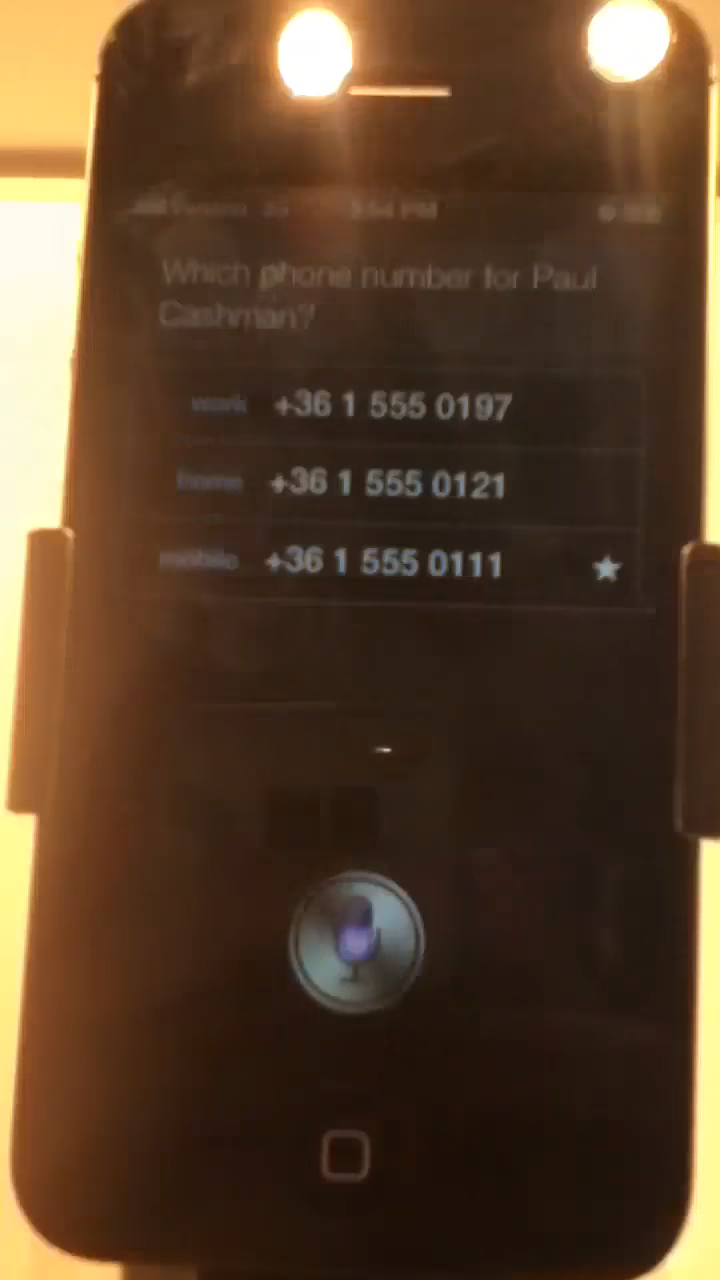 Which phone number for Paul
Cashman?
work +36 1 555 0197
home +36 1 555 0121
mobile +36 1 555 0111